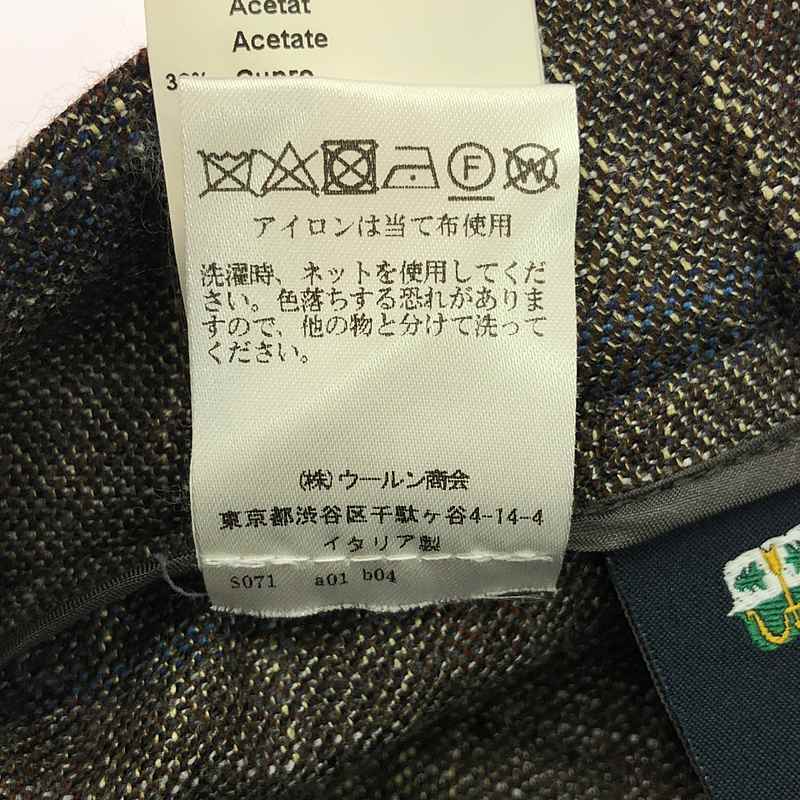 Acetat
Acetate
F
W
アイロンは当て布使用
洗濯時、ネットを使用してくだ
さい。色落ちする恐れがありま
すので、他の物と分けて洗って
ください。
(株)ウールン商会
東京都渋谷区千駄ヶ谷4-14-4
イタリア製
S071 a01 b04